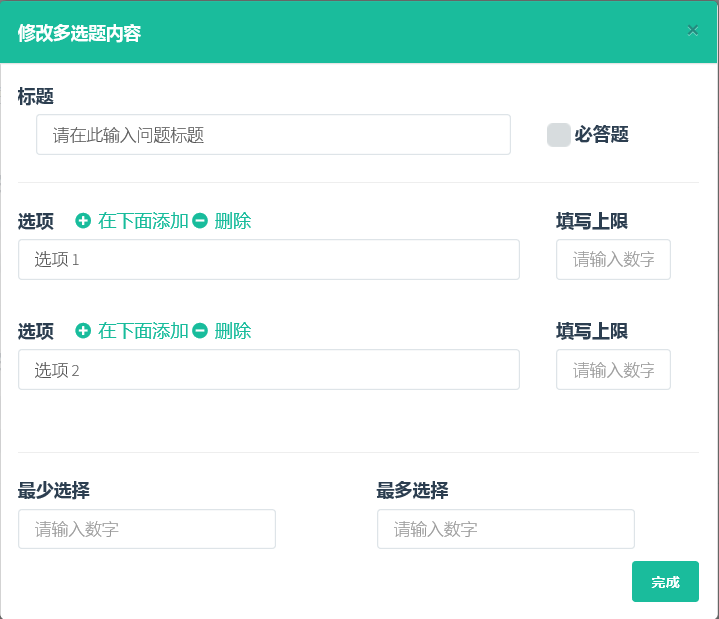 修改多选题内容 ×
标题
请在此输入问题标题 必答题
选项 在下面添加 删除 填写上限
选项 1 请输入数字
选项 在下面添加 删除 填写上限
选项 2 请输入数字
最少选择 最多选择
请输入数字 请输入数字
完成